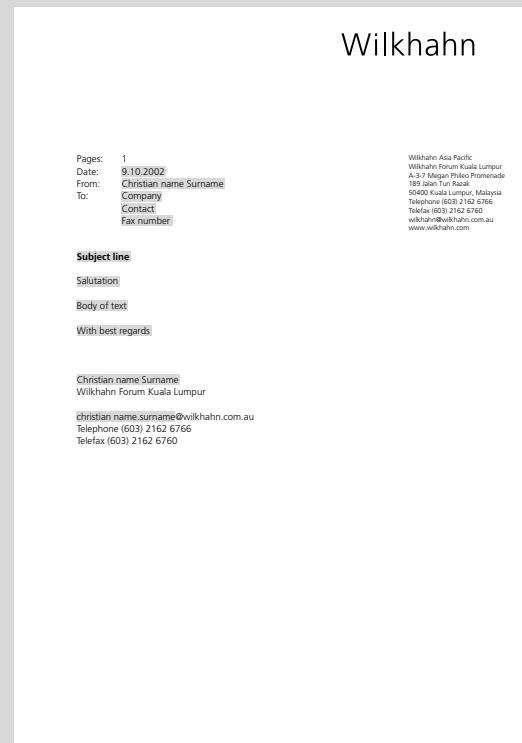 Wilkhahn
Pages: 1
Date: 9.10.2002
From: Christian name Surname
To: Company
Contact
Fax number
Wilkhahn Asia Pacific
Wilkhahn Forum Kuala Lumpur
A-3-7 Megan Phileo Promenade
189 Jalan Tun Razak
50400 Kuala Lumpur, Malaysia
Telephone (603) 2162 6766
Telefax (603) 2162 6760
wilkhahn@wilkhahn.com.au
www.wilkhahn.com
Subject line
Salutation
Body of text
With best regards
Christian name Surname
Wilkhahn Forum Kuala Lumpur
christian name.surname@wilkhahn.com.au
Telephone (603) 2162 6766
Telefax (603) 2162 6760